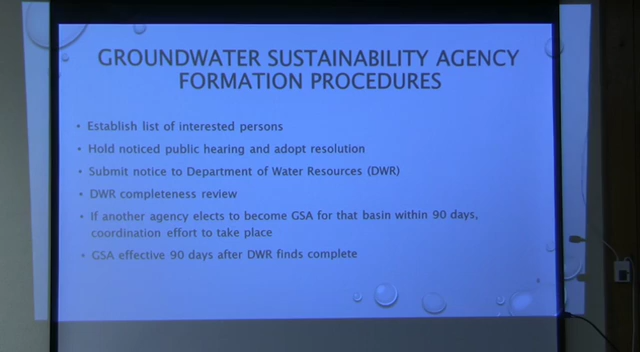 GROUNDWATER SUSTAINABILITY AGENCY
FORMATION PROCEDURES
• Establish list of interested persons
• Hold noticed public hearing and adopt resolution
• Submit notice to Department of Water Resources (DWR)
• DWR completeness review
• If another agency elects to become GSA for that basin within 90 days,
coordination effort to take place
• GSA effective 90 days after DWR finds complete